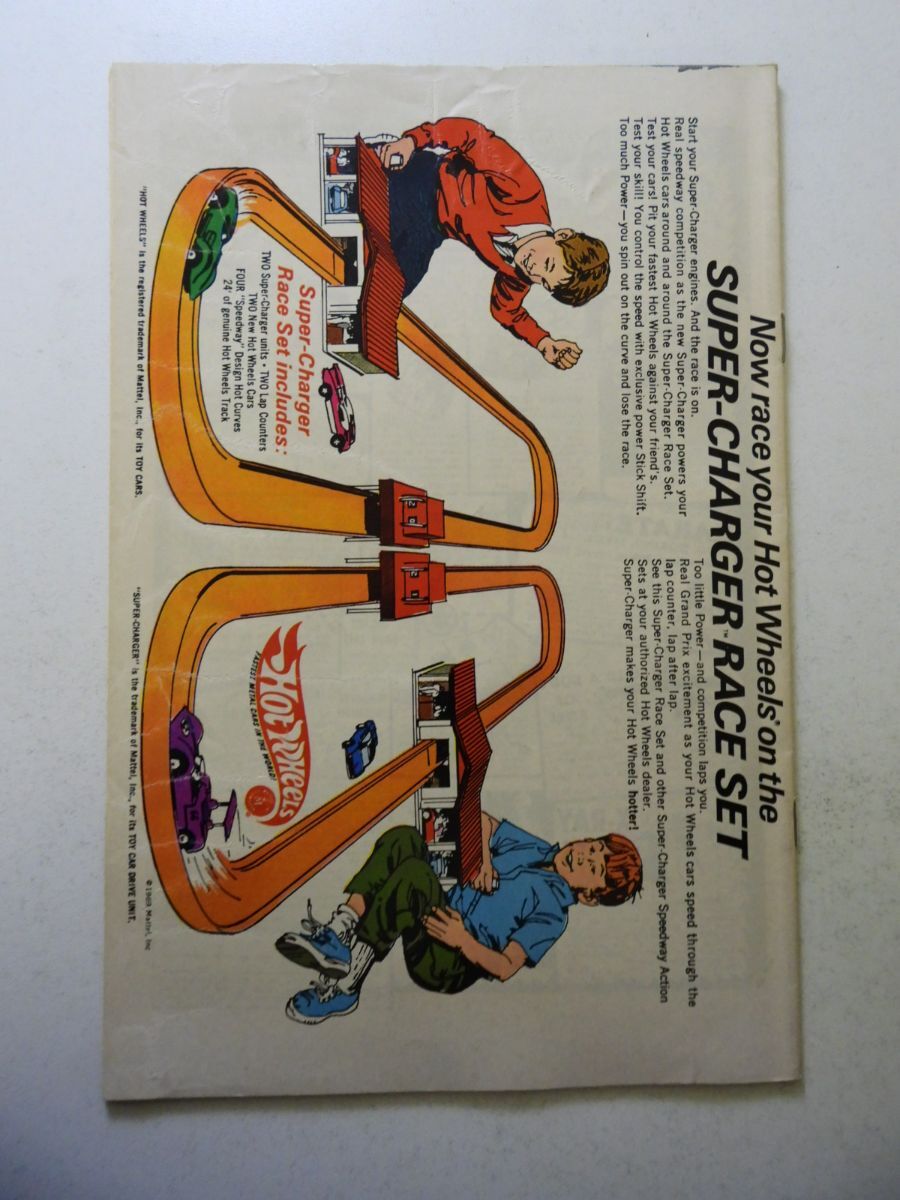 Now race your Hot Wheels® on the
SUPER-CHARGER™ RACE SET
Start your Super-Charger engines. And the race is on.
Real speedway competition as the new Super-Charger powers your
Hot Wheels cars around and around the Super-Charger Race Set.
Test your cars! Pit your fastest Hot Wheels against your friend's.
Test your skill! You control the speed with exclusive power Stick Shift.
Too much Power—you spin out on the curve and lose the race.
Too little Power—and competition laps you.
Real Grand Prix excitement as your Hot Wheels cars speed through the
lap counter, lap after lap.
See this Super-Charger Race Set and other Super-Charger Speedway Action
Sets at your authorized Hot Wheels dealer.
Super-Charger makes your Hot Wheels hotter!
Super-Charger
Race Set includes:
TWO Super-Charger units • TWO Lap Counters
TWO New Hot Wheels Cars
FOUR "Speedway" Design Hot Curves
24' of genuine Hot Wheels Track
2 0
2 1
Hot Wheels
FASTEST METAL CARS IN THE WORLD!
©1969 Mattel, Inc
"HOT WHEELS" is the registered trademark of Mattel, Inc., for its TOY CARS.
"SUPER-CHARGER" is the trademark of Mattel, Inc., for its TOY CAR DRIVE UNIT.